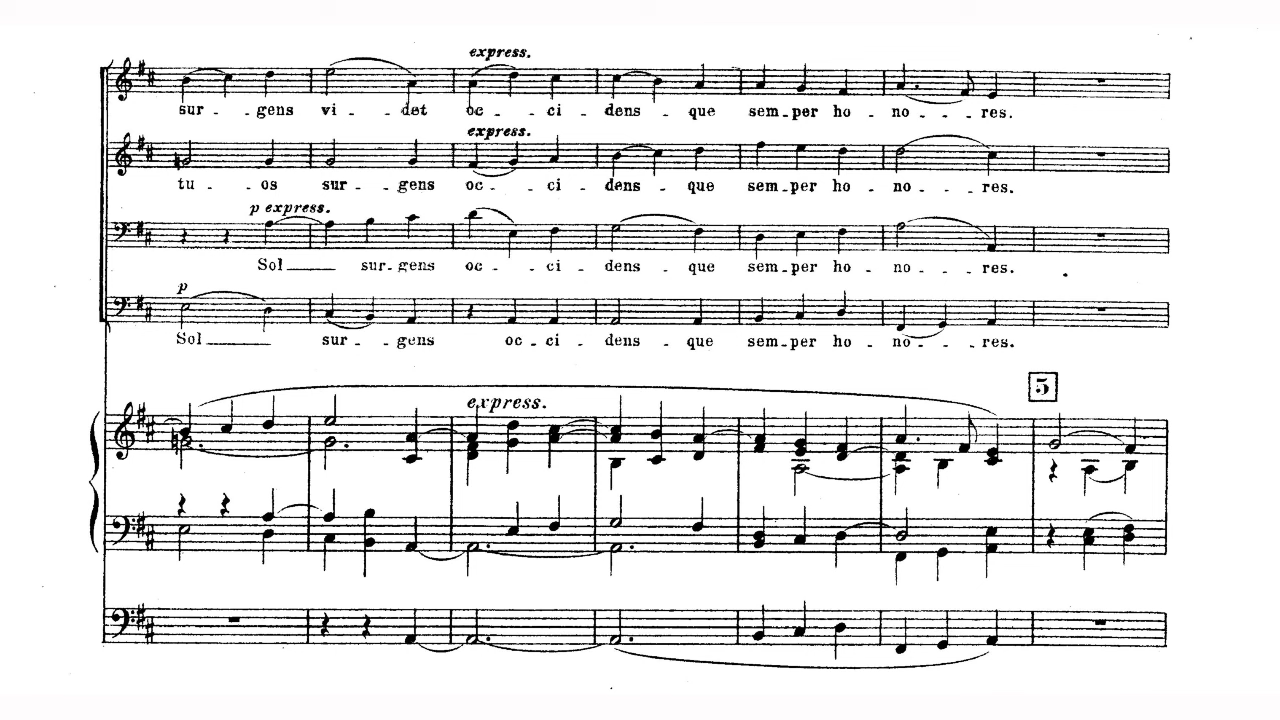 express.
sur - - gens vi - - det oc - - ci - dens - que sem-per ho - no - - - res.
express.
tu - - os sur - - gens oc - - ci - dens - que sem-per ho - no - - - res.
p express.
Sol sur-gens oc - - ci - dens - que sem-per ho - no - - - res.
p
Sol sur - - gens oc - ci - dens - que sem-per ho - no - - - res.
5
express.